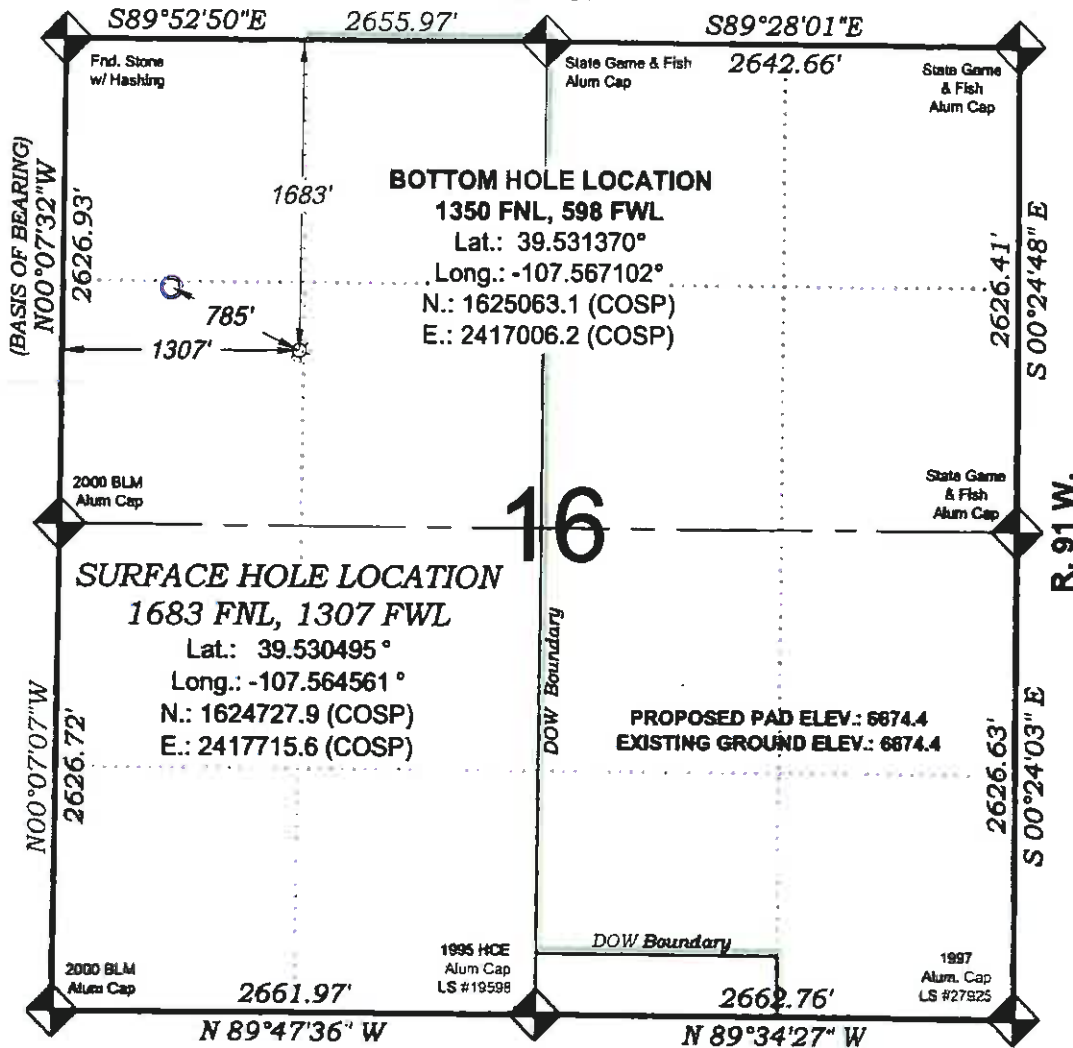 S89°52'50"E
2655.97'
S89°28'01"E
2642.66'
Fnd. Stone
w/ Hashing
State Game & Fish
Alum Cap
State Game
& Fish
Alum Cap
(BASIS OF BEARING)
N00°07'32"W
2626.93'
1683'
BOTTOM HOLE LOCATION
1350 FNL, 598 FWL
Lat.: 39.531370°
Long.: -107.567102°
N.: 1625063.1 (COSP)
E.: 2417006.2 (COSP)
785'
1307'
2626.41'
S 00°24'48" E
2000 BLM
Alum Cap
State Game
& Fish
Alum Cap
16
R. 91 W.
SURFACE HOLE LOCATION
1683 FNL, 1307 FWL
Lat.: 39.530495°
Long.: -107.564561°
N.: 1624727.9 (COSP)
E.: 2417715.6 (COSP)
DOW Boundary
PROPOSED PAD ELEV.: 6674.4
EXISTING GROUND ELEV.: 6674.4
N00°07'07"W
2626.72'
2626.63'
S 00°24'03" E
DOW Boundary
2000 BLM
Alum Cap
1995 HCE
Alum Cap
LS #19598
1997
Alum. Cap
LS #27925
2661.97'
N 89°47'36" W
2662.76'
N 89°34'27" W